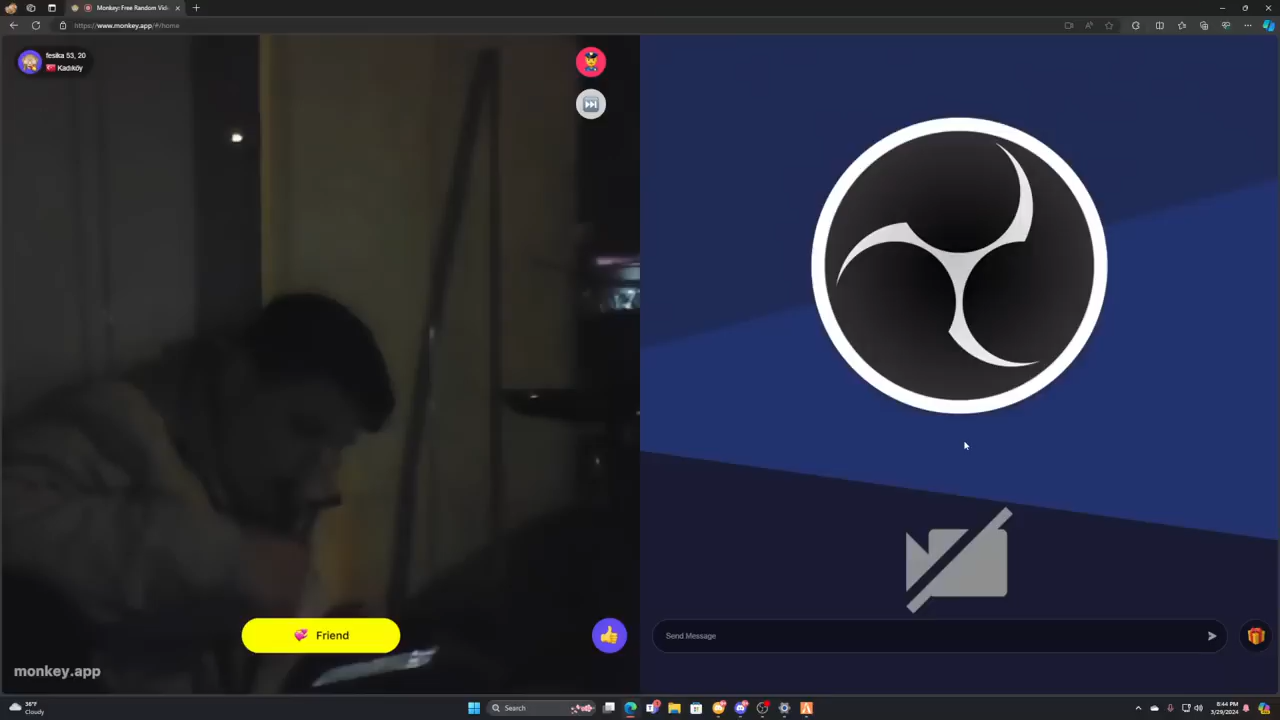 Monkey: Free Random Vid
https://www.monkey.app/#/home
fesika 53, 20
Kadıköy
Friend
monkey.app
Send Message
36°F
Cloudy
Search
8:44 PM
3/29/2024